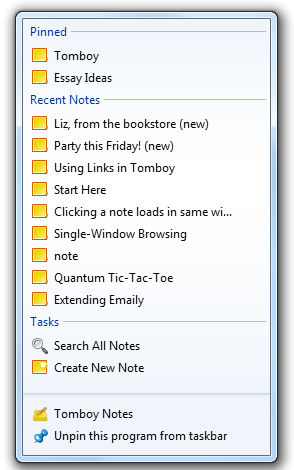 Pinned
Tomboy
Essay Ideas
Recent Notes
Liz, from the bookstore (new)
Party this Friday! (new)
Using Links in Tomboy
Start Here
Clicking a note loads in same wi...
Single-Window Browsing
note
Quantum Tic-Tac-Toe
Extending Emaily
Tasks
Search All Notes
Create New Note
Tomboy Notes
Unpin this program from taskbar